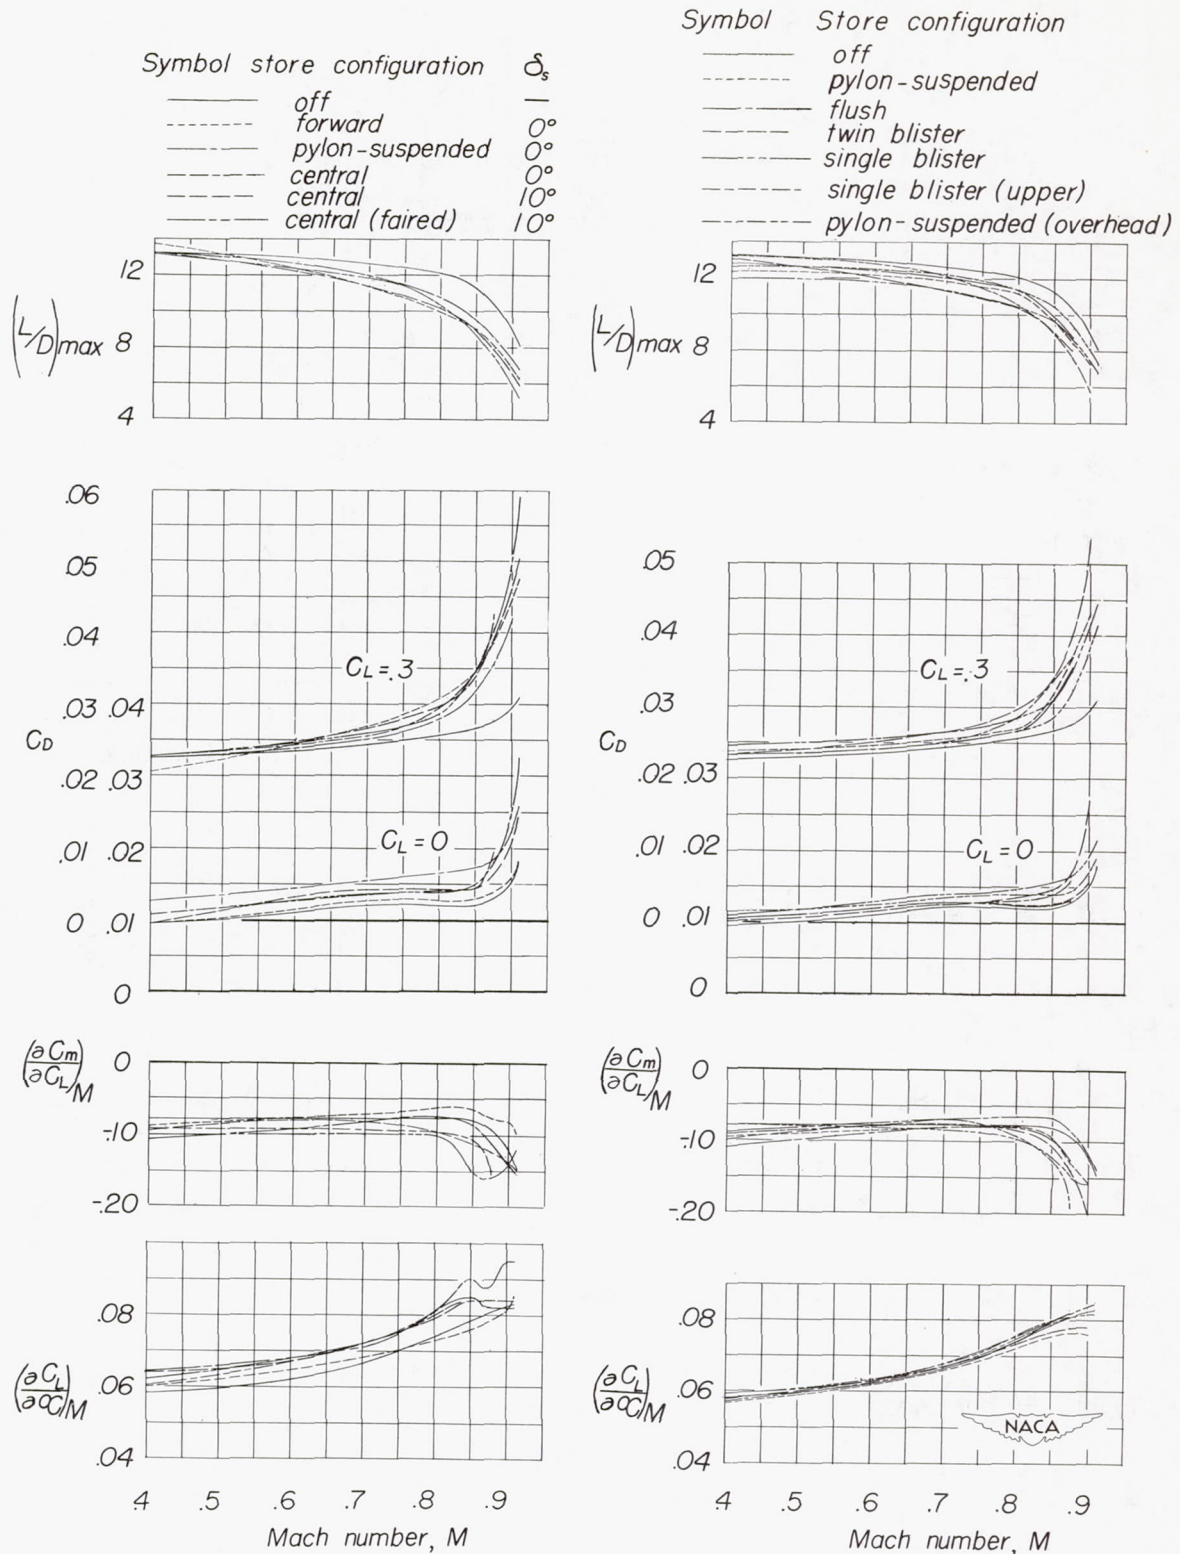 Symbol store configuration δs
off —
forward 0°
pylon-suspended 0°
central 0°
central 10°
central (faired) 10°
12
(L/D)max 8
4
.06
.05
.04
CL=.3
.03 .04
CD
.02 .03
CL=0
.01 .02
0 .01
0
(∂Cm/∂CL)M 0
-.10
-.20
.08
(∂CL/∂α)M .06
.04
.4 .5 .6 .7 .8 .9
Mach number, M
Symbol Store configuration
off
pylon-suspended
flush
twin blister
single blister
single blister (upper)
pylon-suspended (overhead)
12
(L/D)max 8
4
.05
.04
CL=.3
.03
CD
.02 .03
CL=0
.01 .02
0 .01
0
(∂Cm/∂CL)M 0
-.10
-.20
.08
(∂CL/∂α)M .06
NACA
.04
.4 .5 .6 .7 .8 .9
Mach number, M